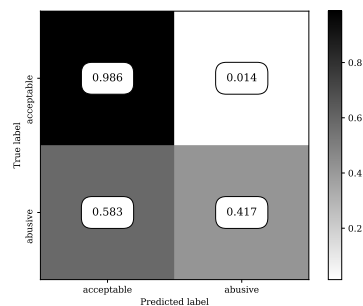 acceptable
0.986
0.014
abusive
0.583
0.417
True label
acceptable
abusive
Predicted label
0.8
0.6
0.4
0.2